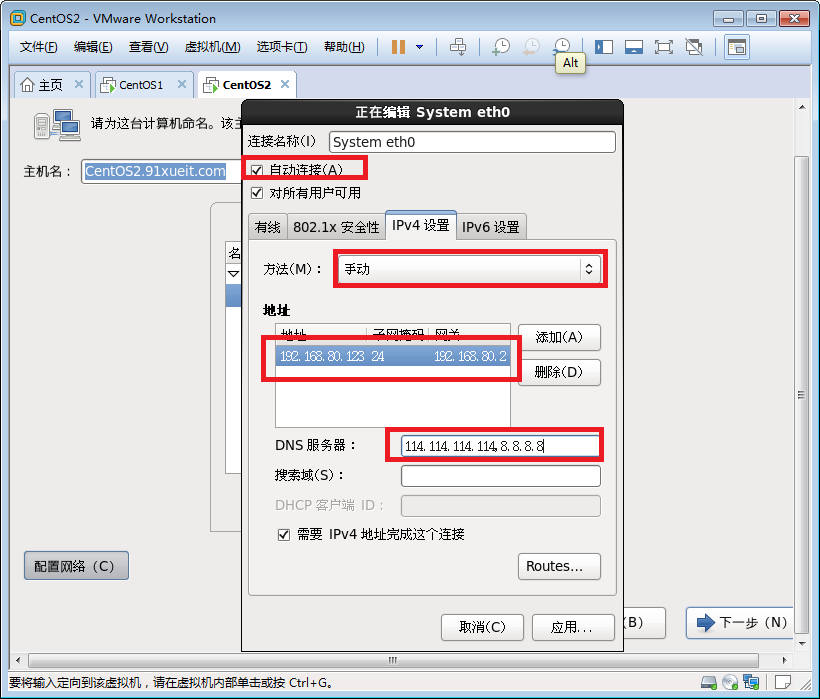 CentOS2 - VMware Workstation
文件(F) 编辑(E) 查看(V) 虚拟机(M) 选项卡(T) 帮助(H)
Alt
主页 CentOS1 CentOS2
正在编辑 System eth0
请为这台计算机命名。该主
连接名称(I) System eth0
主机名： CentOS2.91xueit.com
自动连接(A)
对所有用户可用
有线 802.1x 安全性 IPv4 设置 IPv6 设置
名
方法(M)： 手动
地址
地址 子网掩码 网关
192.168.80.123 24 192.168.80.2
添加(A)
删除(D)
DNS 服务器： 114.114.114.114,8.8.8.8
搜索域(S)：
DHCP 客户端 ID：
需要 IPv4 地址完成这个连接
配置网络（C）
Routes...
取消(C) 应用...
(B) 下一步（N）
要将输入定向到该虚拟机，请在虚拟机内部单击或按 Ctrl+G。